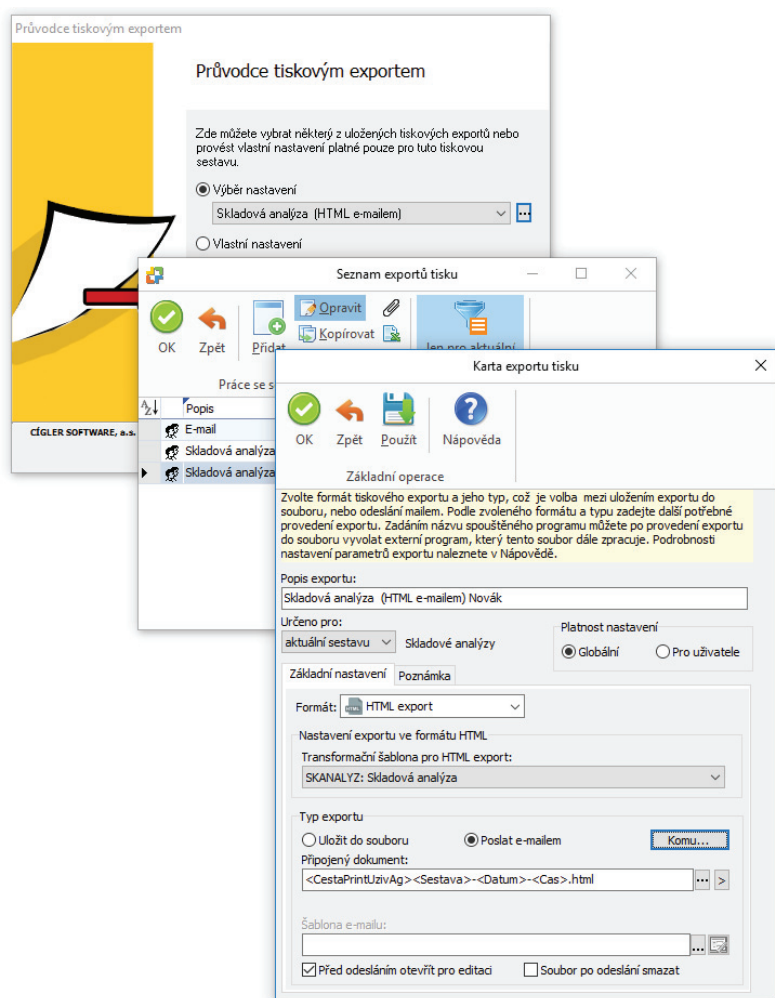 Průvodce tiskovým exportem
Průvodce tiskovým exportem
Zde můžete vybrat některý z uložených tiskových exportů nebo
provést vlastní nastavení platné pouze pro tuto tiskovou
sestavu.
Výběr nastavení
Skladová analýza (HTML e-mailem)
...
Vlastní nastavení
CÍGLER SOFTWARE, a.s.
Seznam exportů tisku
OK
Zpět
Přidat
Opravit
Kopírovat
Jen pro aktuální
Práce se s
Popis
E-mail
Skladová analýza
Skladová analýza
Karta exportu tisku
OK
Zpět
Použít
Nápověda
Základní operace
Zvolte formát tiskového exportu a jeho typ, což je volba mezi uložením exportu do
souboru, nebo odeslání mailem. Podle zvoleného formátu a typu zadejte další potřebné
provedení exportu. Zadáním názvu spouštěného programu můžete po provedení exportu
do souboru vyvolat externí program, který tento soubor dále zpracuje. Podrobnosti
nastavení parametrů exportu naleznete v Nápovědě.
Popis exportu:
Skladová analýza (HTML e-mailem) Novák
Určeno pro:
aktuální sestavu Skladové analýzy
Platnost nastavení
Globální Pro uživatele
Základní nastavení Poznámka
Formát: HTML export
Nastavení exportu ve formátu HTML
Transformační šablona pro HTML export:
SKANALYZ: Skladová analýza
Typ exportu
Uložit do souboru Poslat e-mailem Komu...
Připojený dokument:
<CestaPrintUzivAg><Sestava>-<Datum>-<Cas>.html ... >
Šablona e-mailu:
...
Před odesláním otevřít pro editaci Soubor po odeslání smazat